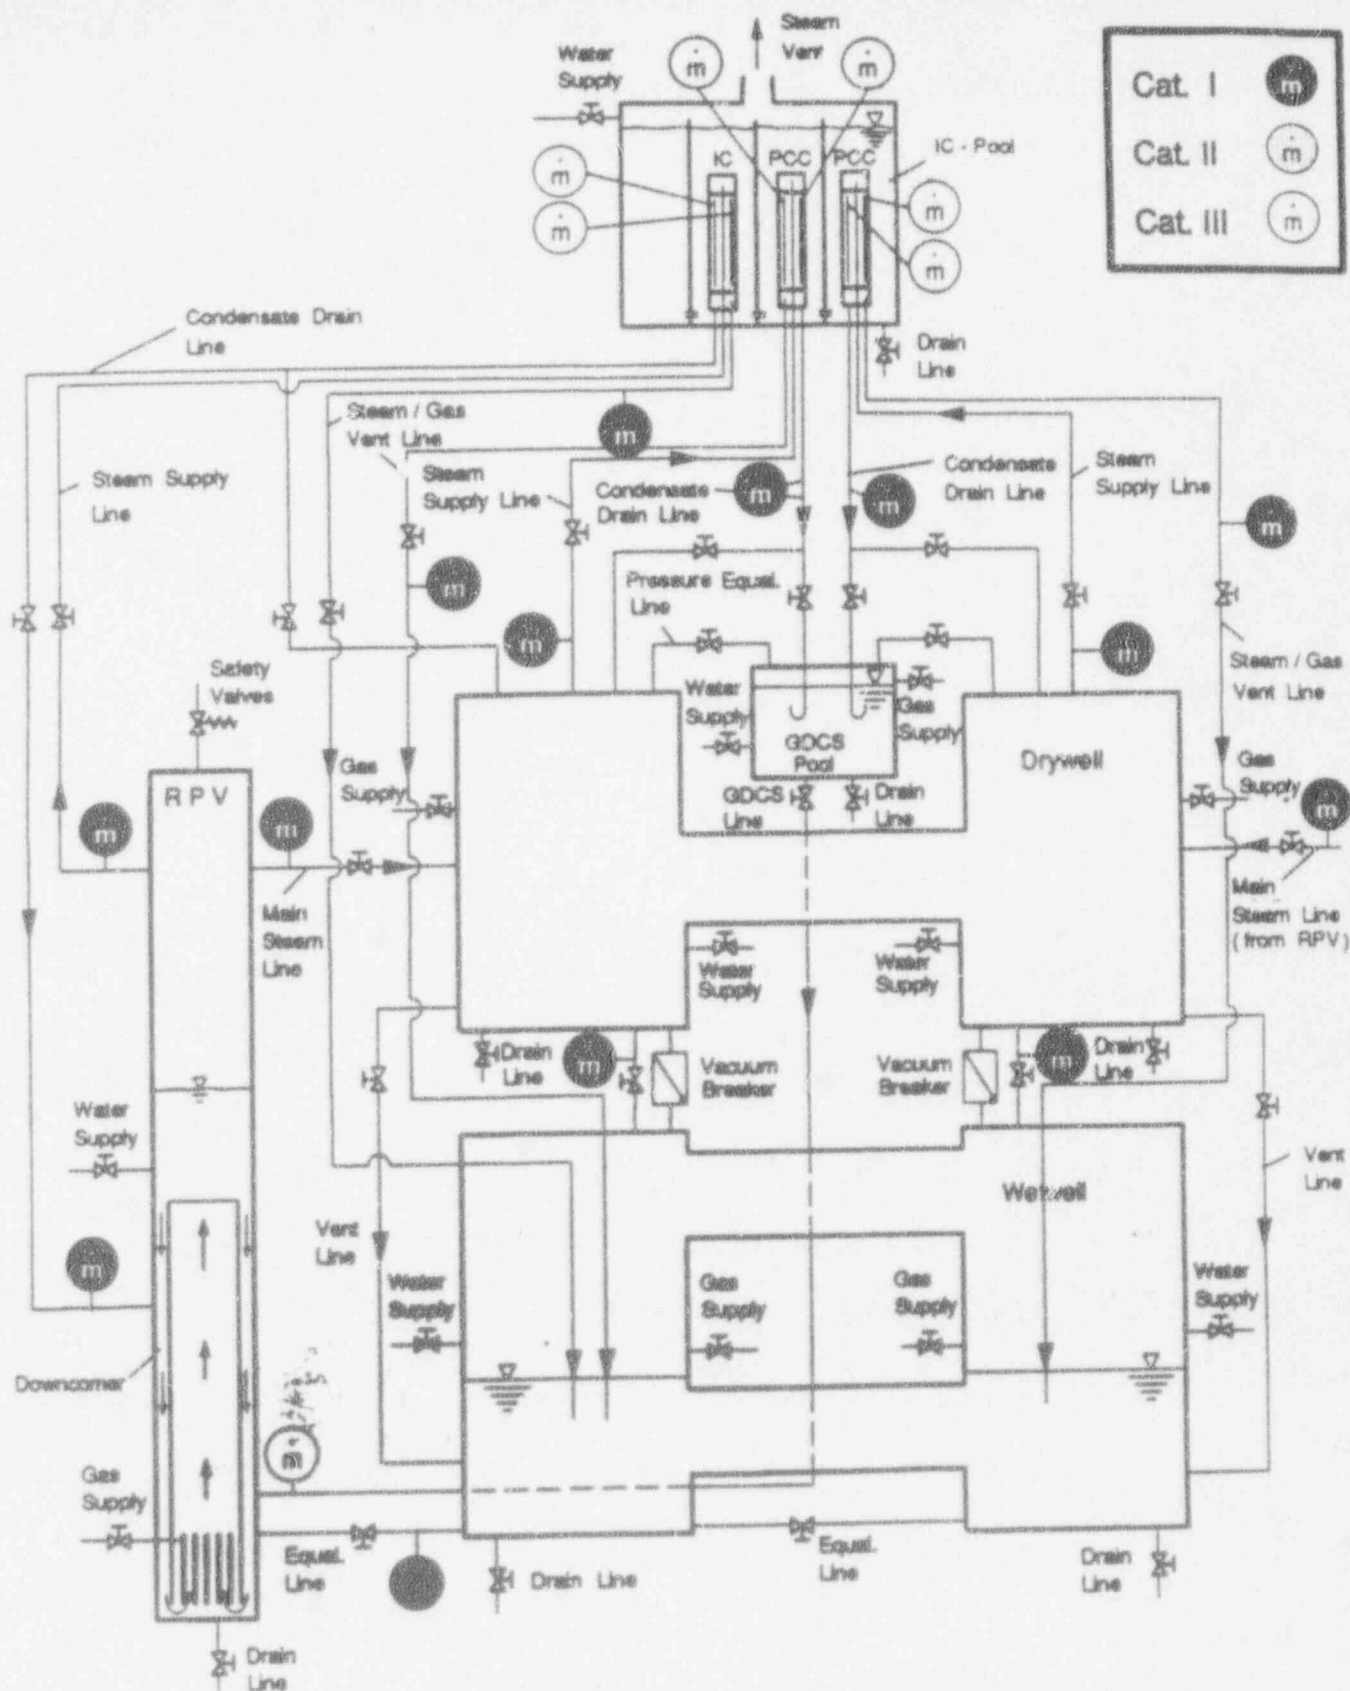 Steam
Vent
Water
Supply
ṁ
ṁ
Cat. I
m
Cat. II
ṁ
Cat. III
ṁ
IC
PCC
PCC
IC - Pool
ṁ
ṁ
ṁ
ṁ
Condensate Drain
Line
Drain
Line
Steam / Gas
Vent Line
m
Steam Supply
Line
Steam
Supply Line
Condensate
Drain Line
m
m
Condensate
Drain Line
Steam
Supply Line
m
m
Pressure Equal.
Line
m
m
Safety
Valves
Water
Supply
GDCS
Pool
Gas
Supply
Steam / Gas
Vent Line
Drywell
RPV
Gas
Supply
GDCS
Line
Drain
Line
Gas
Supply
m
m
m
Main
Steam
Line
Main
Steam Line
(from RPV)
Water
Supply
Water
Supply
Drain
Line
m
Vacuum
Breaker
Vacuum
Breaker
m
Drain
Line
Water
Supply
Vent
Line
Wetwell
Vent
Line
m
Water
Supply
Gas
Supply
Gas
Supply
Water
Supply
Downcomer
ṁ
Gas
Supply
Equal.
Line
Drain Line
Equal.
Line
Drain
Line
Drain
Line